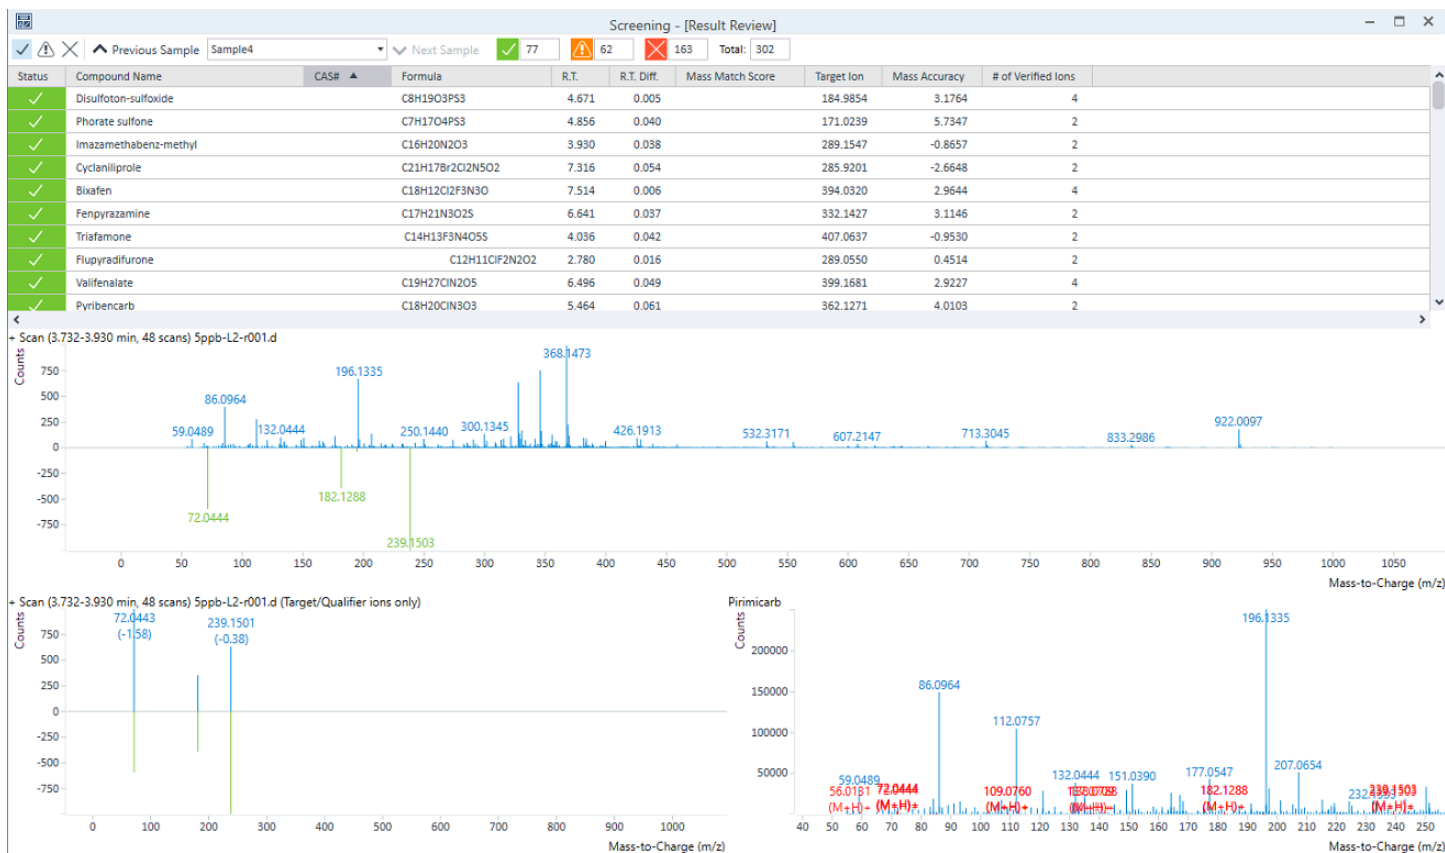 Screening - [Result Review]
Previous Sample Sample4 Next Sample 77 62 163 Total: 302
Status Compound Name CAS# ▲ Formula R.T. R.T. Diff. Mass Match Score Target Ion Mass Accuracy # of Verified Ions
Disulfoton-sulfoxide C8H19O3PS3 4.671 0.005 184.9854 3.1764 4
Phorate sulfone C7H17O4PS3 4.856 0.040 171.0239 5.7347 2
Imazamethabenz-methyl C16H20N2O3 3.930 0.038 289.1547 -0.8657 2
Cyclaniliprole C21H17Br2Cl2N5O2 7.316 0.054 285.9201 -2.6648 2
Bixafen C18H12Cl2F3N3O 7.514 0.006 394.0320 2.9644 4
Fenpyrazamine C17H21N3O2S 6.641 0.037 332.1427 3.1146 2
Triafamone C14H13F3N4O5S 4.036 0.042 407.0637 -0.9530 2
Flupyradifurone C12H11ClF2N2O2 2.780 0.016 289.0550 0.4514 2
Valifenalate C19H27ClN2O5 6.496 0.049 399.1681 2.9227 4
Pyribencarb C18H20ClN3O3 5.464 0.061 362.1271 4.0103 2
+ Scan (3.732-3.930 min, 48 scans) 5ppb-L2-r001.d
Counts
368.1473
750
196.1335
500
86.0964
250
59.0489 132.0444 250.1440 300.1345 426.1913 532.3171 607.2147 713.3045 833.2986 922.0097
0
-250
-500
182.1288
72.0444
-750
239.1503
0 50 100 150 200 250 300 350 400 450 500 550 600 650 700 750 800 850 900 950 1000 1050
Mass-to-Charge (m/z)
+ Scan (3.732-3.930 min, 48 scans) 5ppb-L2-r001.d (Target/Qualifier ions only)
Counts
72.0443
(-1.58)
239.1501
(-0.38)
750
500
250
0
-250
-500
-750
0 100 200 300 400 500 600 700 800 900 1000
Mass-to-Charge (m/z)
Pirimicarb
Counts
196.1335
200000
150000
86.0964
112.0757
100000
50000
59.0489 132.0444 151.0390 177.0547 207.0654
56.0131 72.0444 109.0760 182.1288 239.1503
(M+H)+ (M+H)+ (M+H)+ (M+H)+ (M+H)+ (M+H)+
40 50 60 70 80 90 100 110 120 130 140 150 160 170 180 190 200 210 220 230 240 250
Mass-to-Charge (m/z)